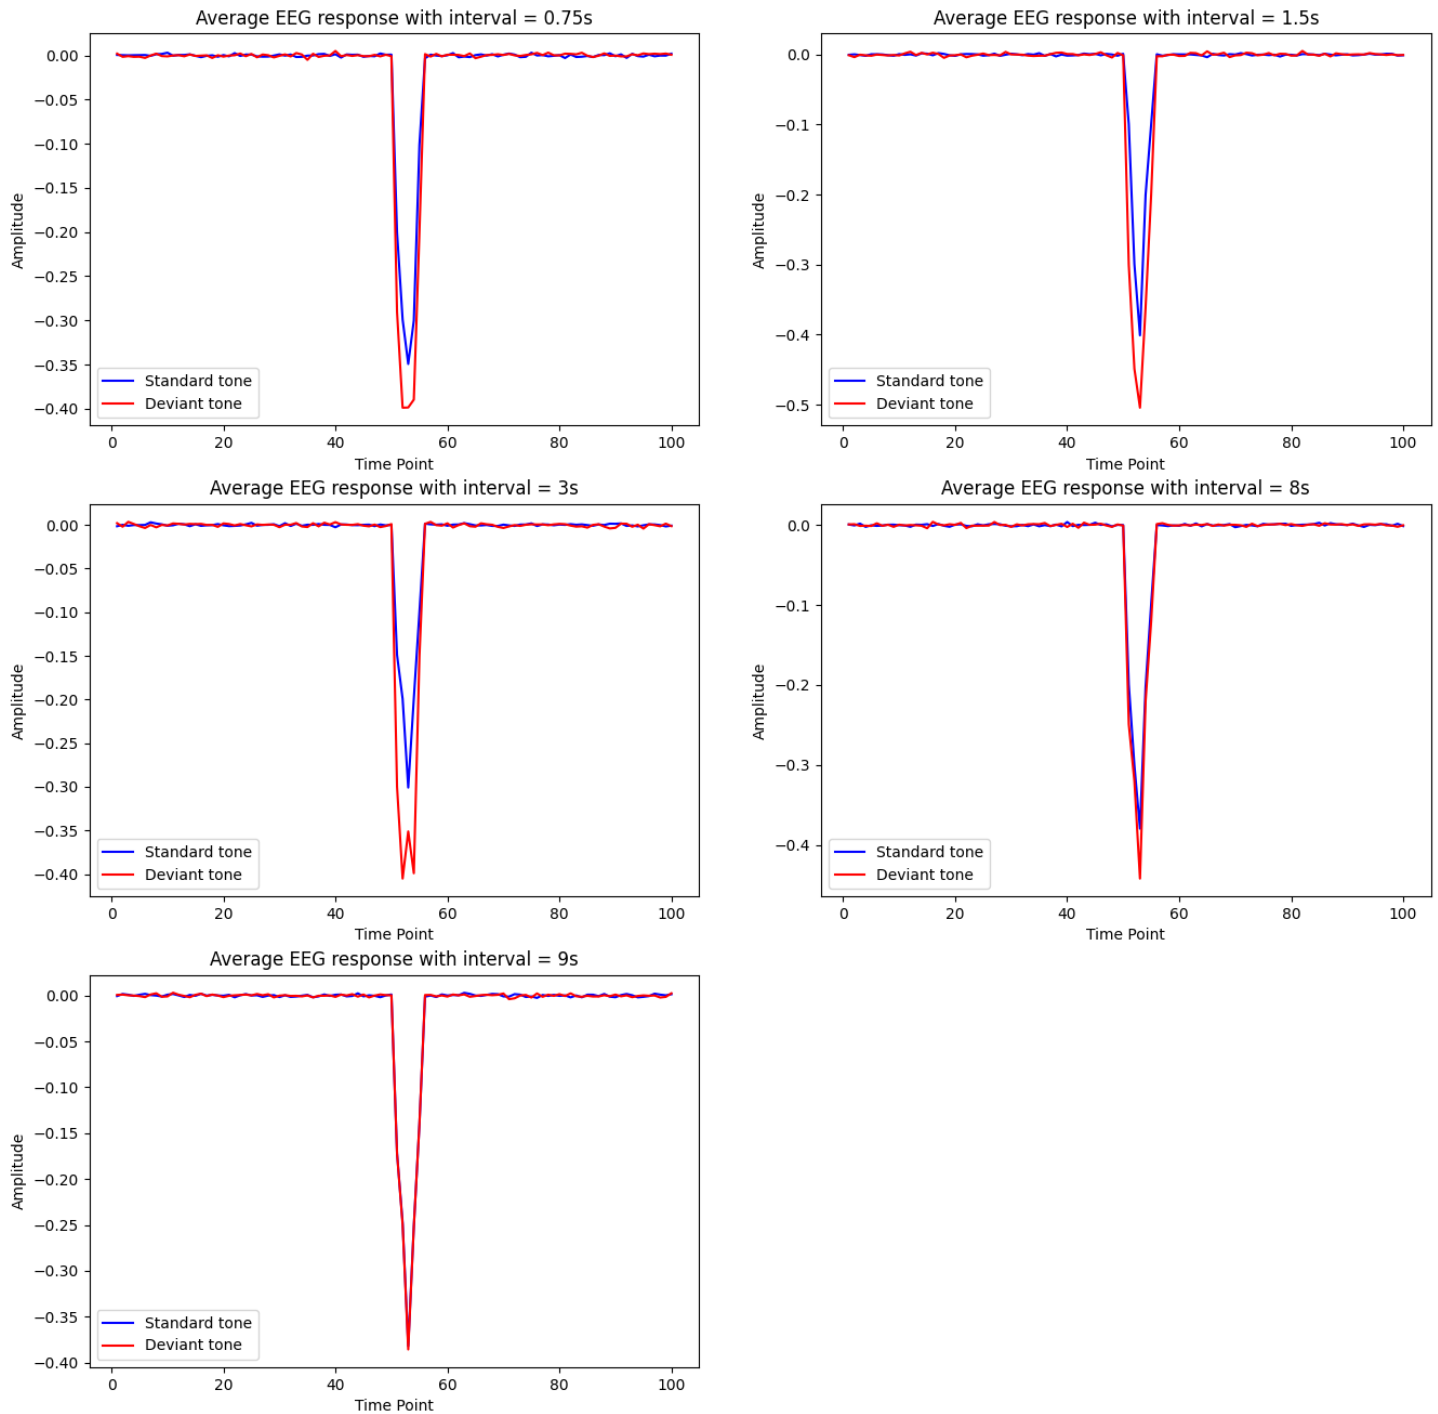 Average EEG response with interval = 0.75s
0.00
−0.05
−0.10
−0.15
−0.20
−0.25
−0.30
−0.35
−0.40
Amplitude
Standard tone
Deviant tone
0 20 40 60 80 100
Time Point
Average EEG response with interval = 1.5s
0.0
−0.1
−0.2
−0.3
−0.4
−0.5
Amplitude
Standard tone
Deviant tone
0 20 40 60 80 100
Time Point
Average EEG response with interval = 3s
0.00
−0.05
−0.10
−0.15
−0.20
−0.25
−0.30
−0.35
−0.40
Amplitude
Standard tone
Deviant tone
0 20 40 60 80 100
Time Point
Average EEG response with interval = 8s
0.0
−0.1
−0.2
−0.3
−0.4
Amplitude
Standard tone
Deviant tone
0 20 40 60 80 100
Time Point
Average EEG response with interval = 9s
0.00
−0.05
−0.10
−0.15
−0.20
−0.25
−0.30
−0.35
−0.40
Amplitude
Standard tone
Deviant tone
0 20 40 60 80 100
Time Point